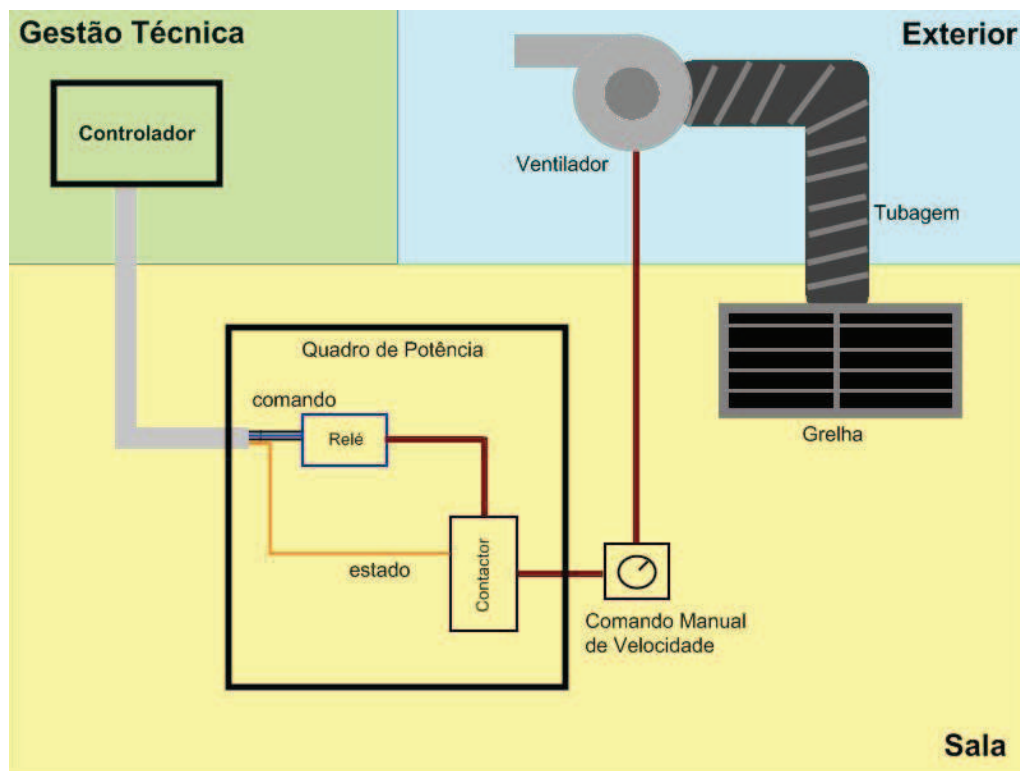 Gestão Técnica
Exterior
Controlador
Ventilador
Tubagem
Quadro de Potência
comando
Relé
Grelha
estado
Contactor
Comando Manual
de Velocidade
Sala